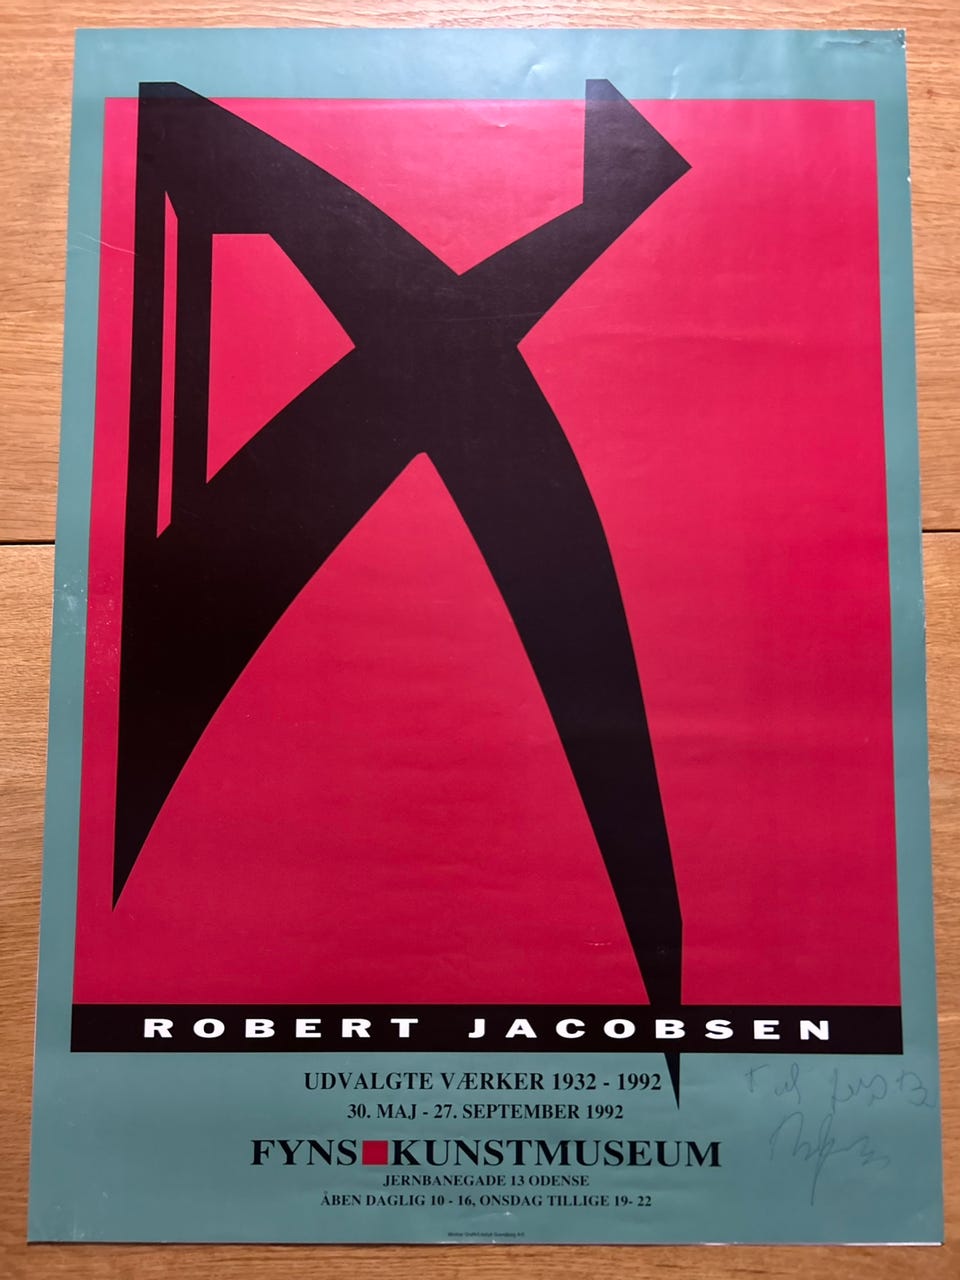 ROBERT JACOBSEN
UDVALGTE VÆRKER 1932 - 1992
30. MAJ - 27. SEPTEMBER 1992
FYNS KUNSTMUSEUM
JERNBANEGADE 13 ODENSE
ÅBEN DAGLIG 10 - 16, ONSDAG TILLIGE 19- 22
Til